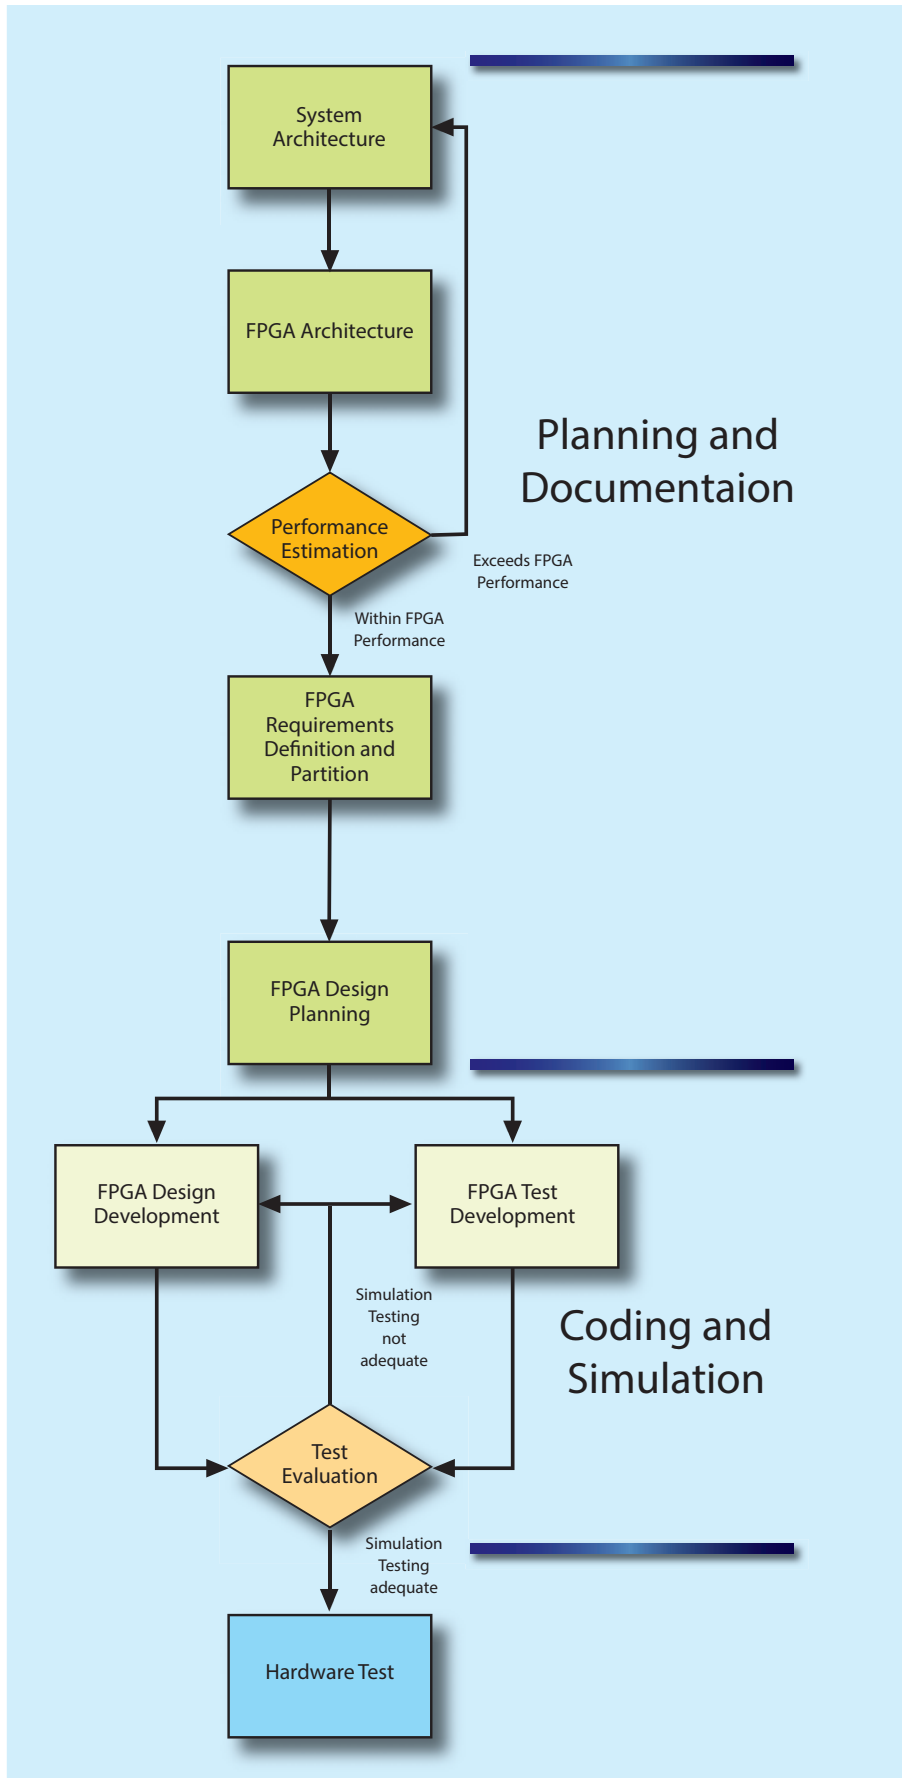 System
Architecture
FPGA Architecture
Planning and
Documentaion
Performance
Estimation
Exceeds FPGA
Performance
Within FPGA
Performance
FPGA
Requirements
Definition and
Partition
FPGA Design
Planning
FPGA Design
Development
FPGA Test
Development
Simulation
Testing
not
adequate
Coding and
Simulation
Test
Evaluation
Simulation
Testing
adequate
Hardware Test